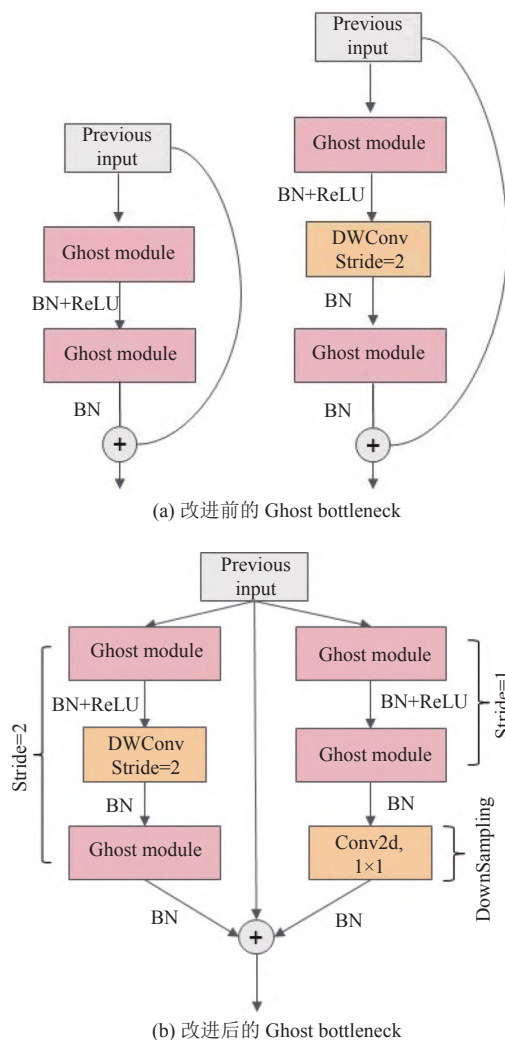 Previous
input
Ghost module
BN+ReLU
Ghost module
BN
+
Previous
input
Ghost module
BN+ReLU
DWConv
Stride=2
BN
Ghost module
BN
+
(a) 改进前的 Ghost bottleneck
Previous
input
Stride=2
Ghost module
BN+ReLU
DWConv
Stride=2
BN
Ghost module
BN
Ghost module
BN+ReLU
Ghost module
Stride=1
BN
Conv2d,
1×1
DownSampling
BN
+
(b) 改进后的 Ghost bottleneck